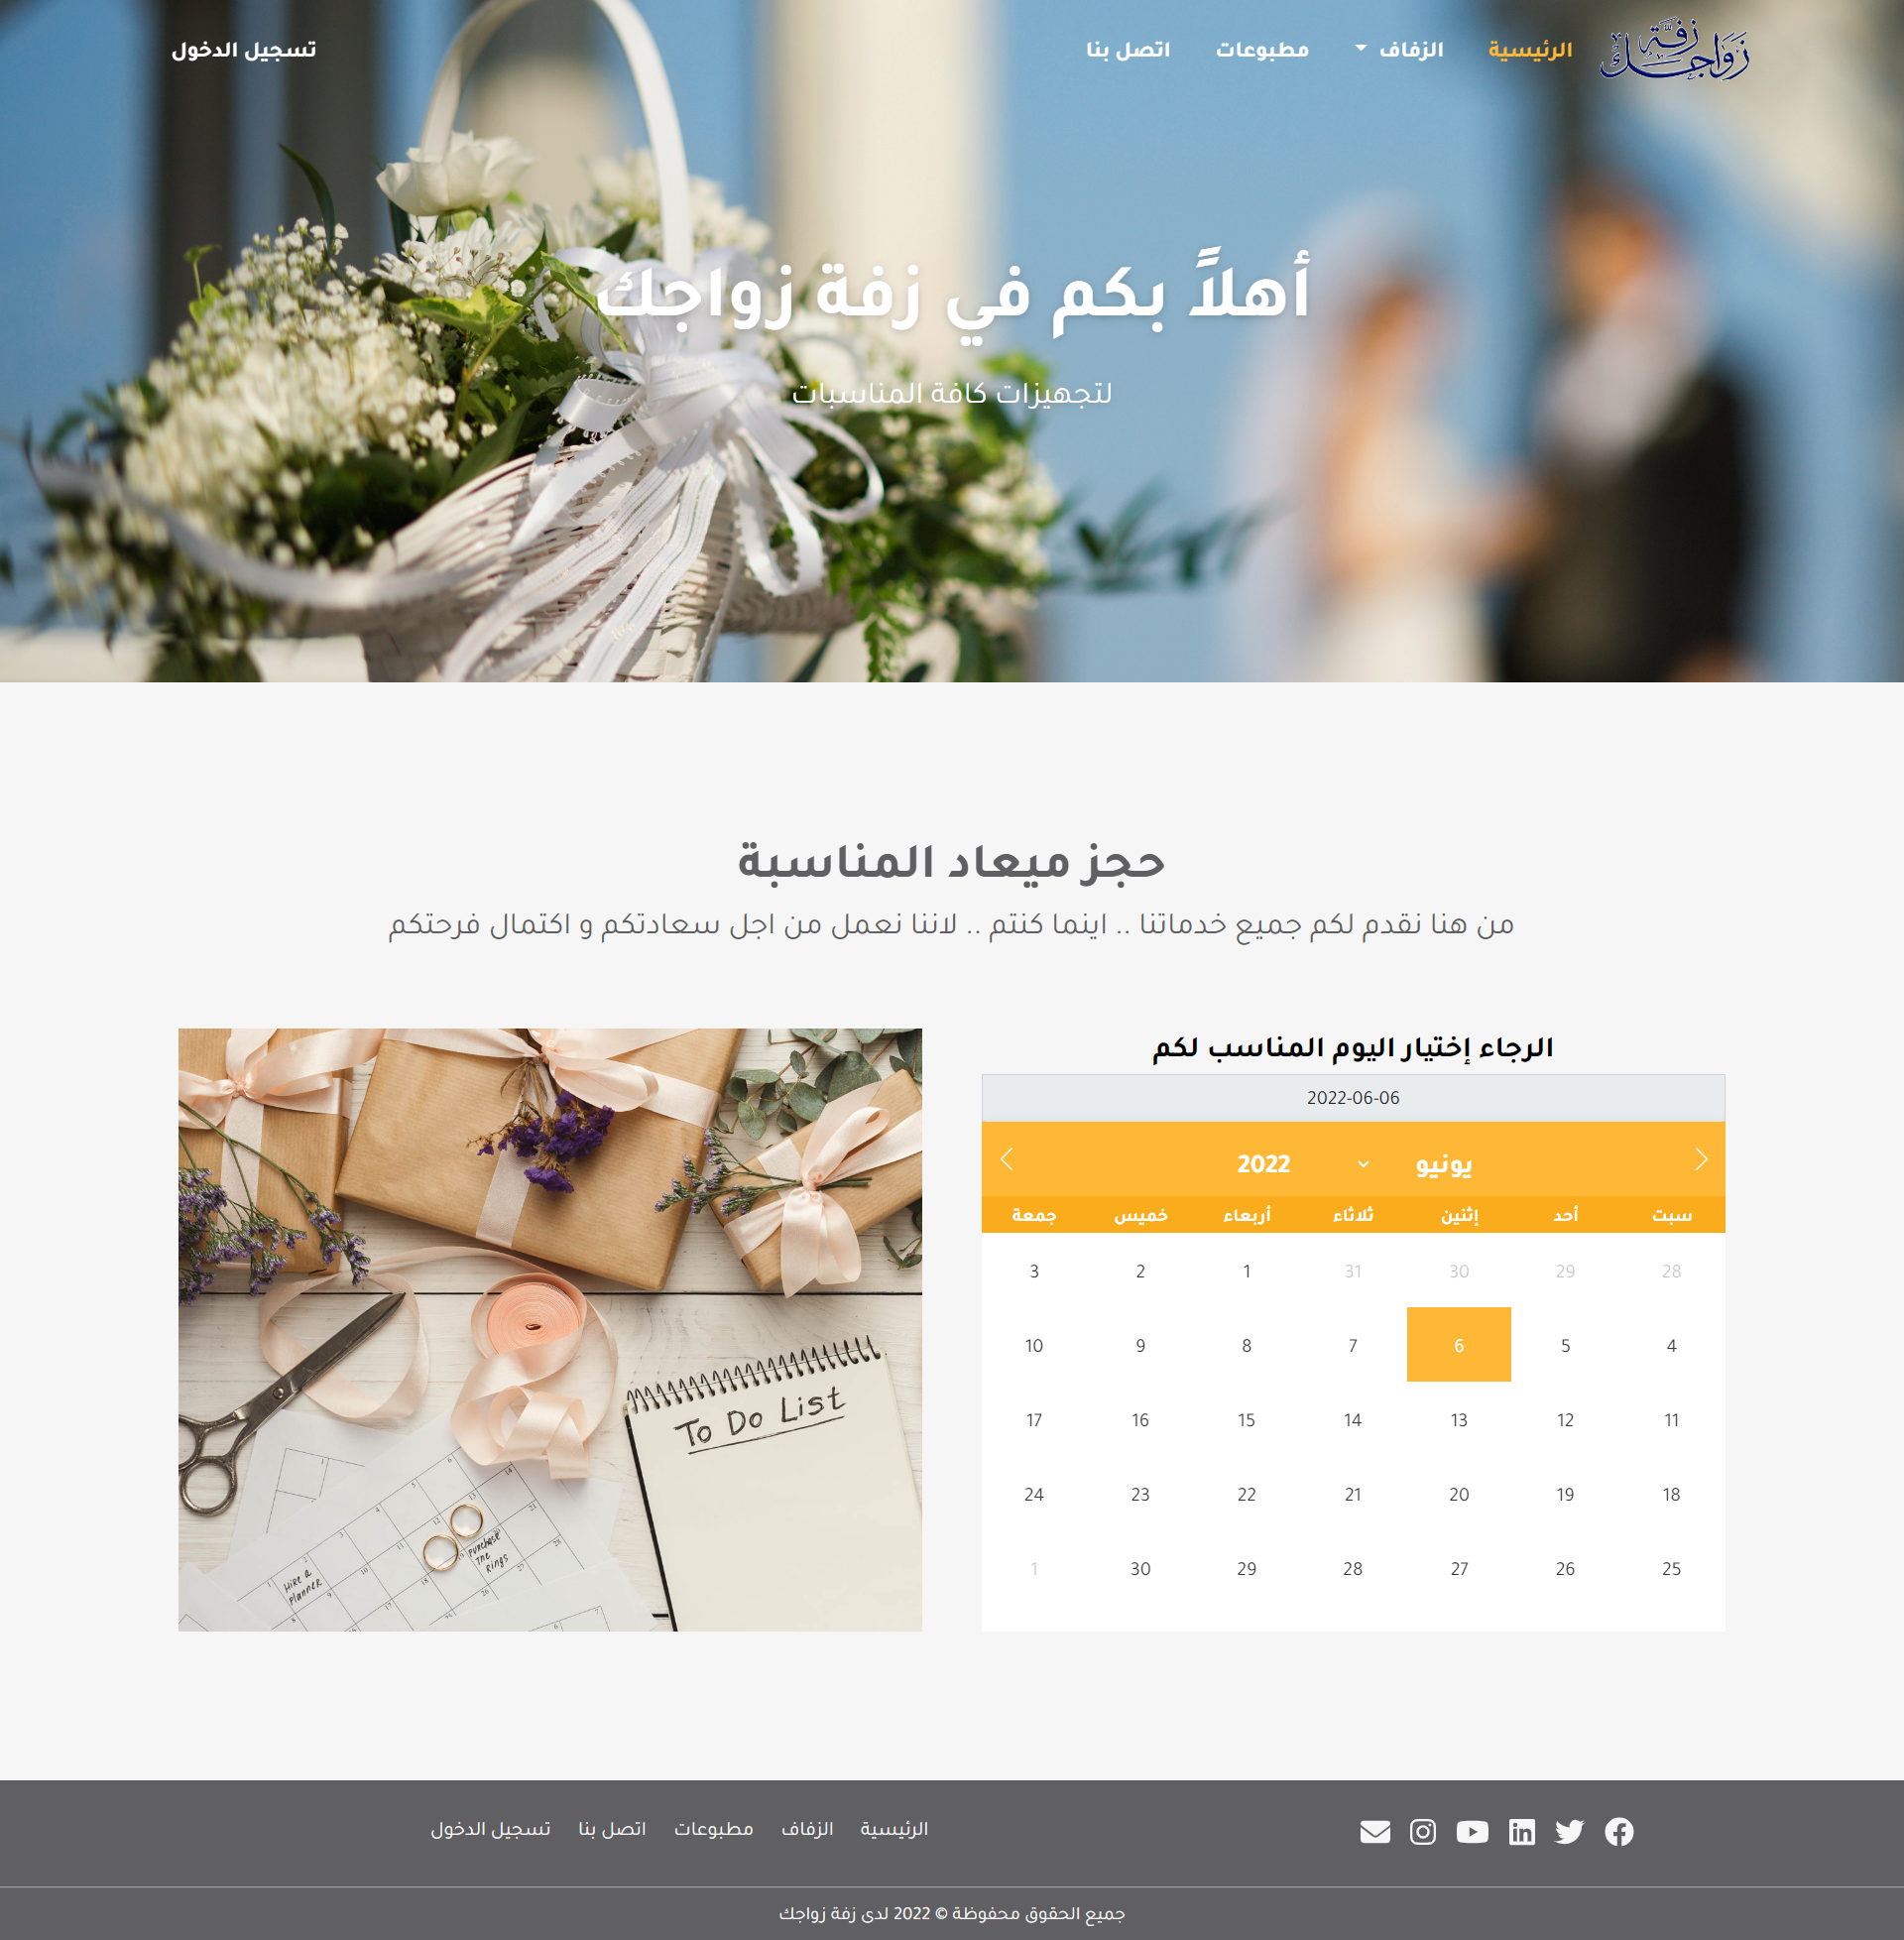 زفة زواجك
الرئيسية الزفاف مطبوعات اتصل بنا تسجيل الدخول
أهلاً بكم في زفة زواجك
لتجهيزات كافة المناسبات
حجز ميعاد المناسبة
من هنا نقدم لكم جميع خدماتنا .. اينما كنتم .. لاننا نعمل من اجل سعادتكم و اكتمال فرحتكم
الرجاء إختيار اليوم المناسب لكم
2022-06-06
يونيو 2022
سبت أحد إثنين ثلاثاء أربعاء خميس جمعة
28 29 30 31 1 2 3
4 5 6 7 8 9 10
11 12 13 14 15 16 17
18 19 20 21 22 23 24
25 26 27 28 29 30 1
To Do List
Hire a
planner
purchase
the
rings
الرئيسية الزفاف مطبوعات اتصل بنا تسجيل الدخول
جميع الحقوق محفوظة © 2022 لدى زفة زواجك